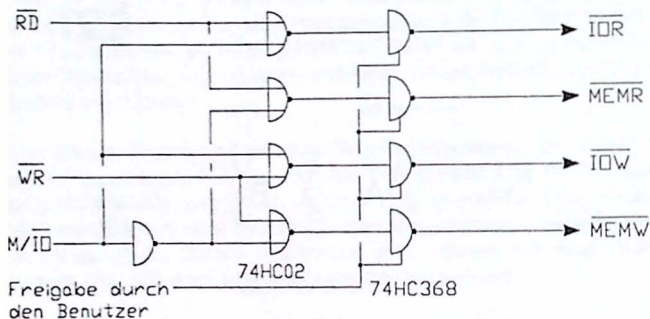 RD
IOR
MEMR
WR
IOW
M/IO
MEMW
74HC02
74HC368
Freigabe durch
den Benutzer